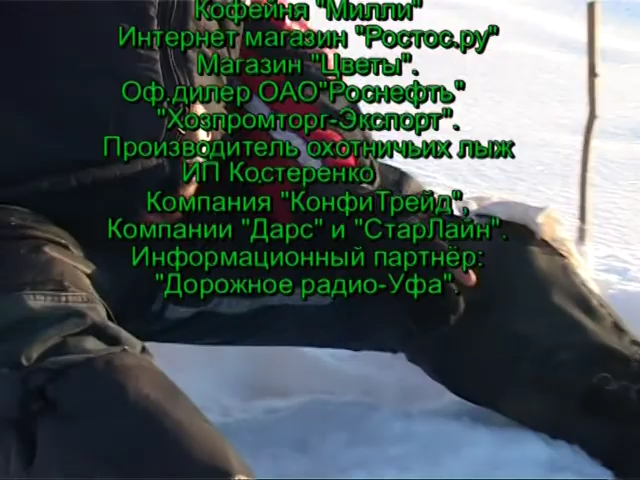 Кофейня "Милли"
Интернет магазин "Ростос.ру"
Магазин "Цветы".
Оф.дилер ОАО"Роснефть"
"Хозпромторг-Экспорт".
Производитель охотничьих лыж
ИП Костеренко
Компания "КонфиТрейд",
Компании "Дарс" и "СтарЛайн".
Информационный партнёр:
"Дорожное радио-Уфа".